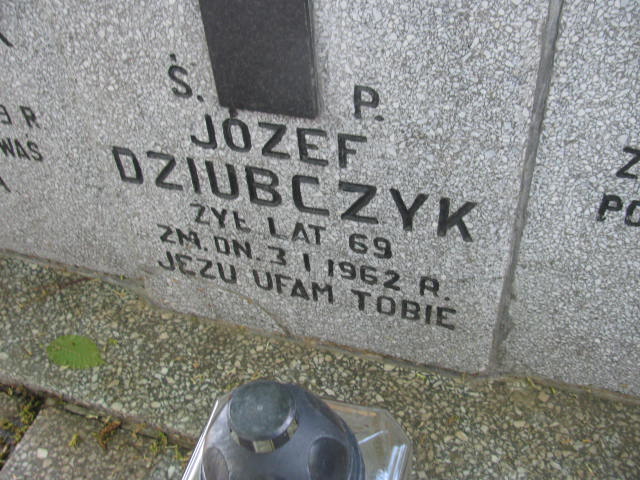 Ś. P.
JÓZEF
DZIUBCZYK
ŻYŁ LAT 69
ZM. DN. 3 I 1962 R.
JEZU UFAM TOBIE